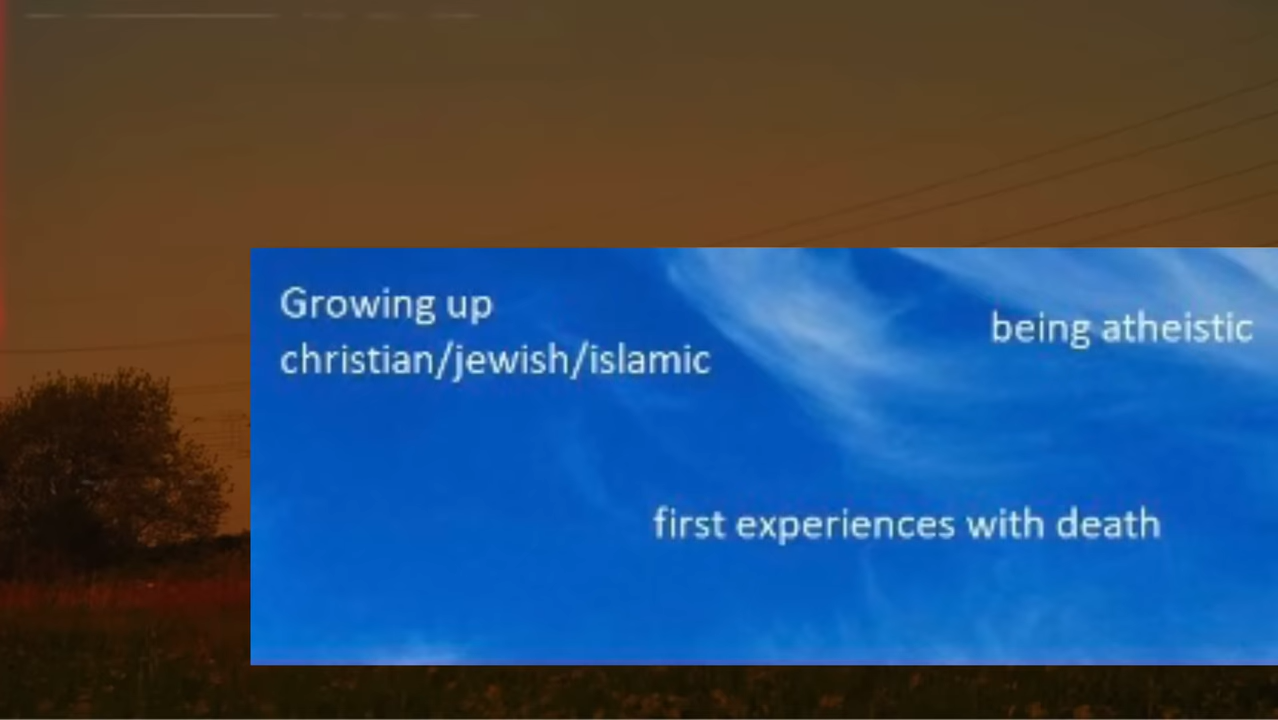 Growing up
christian/jewish/islamic
being atheistic
first experiences with death